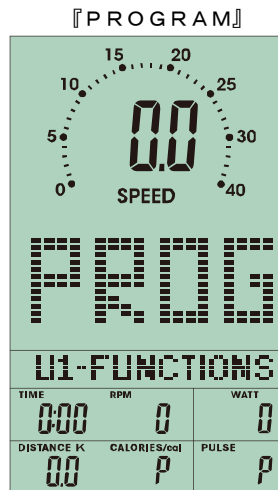 『PROGRAM』
15 20
10 25
5 0.0 30
0 SPEED 40
PROG
U1-FUNCTIONS
TIME RPM WATT
0:00 0 0
DISTANCE K CALORIES/cal PULSE
0.0 P P